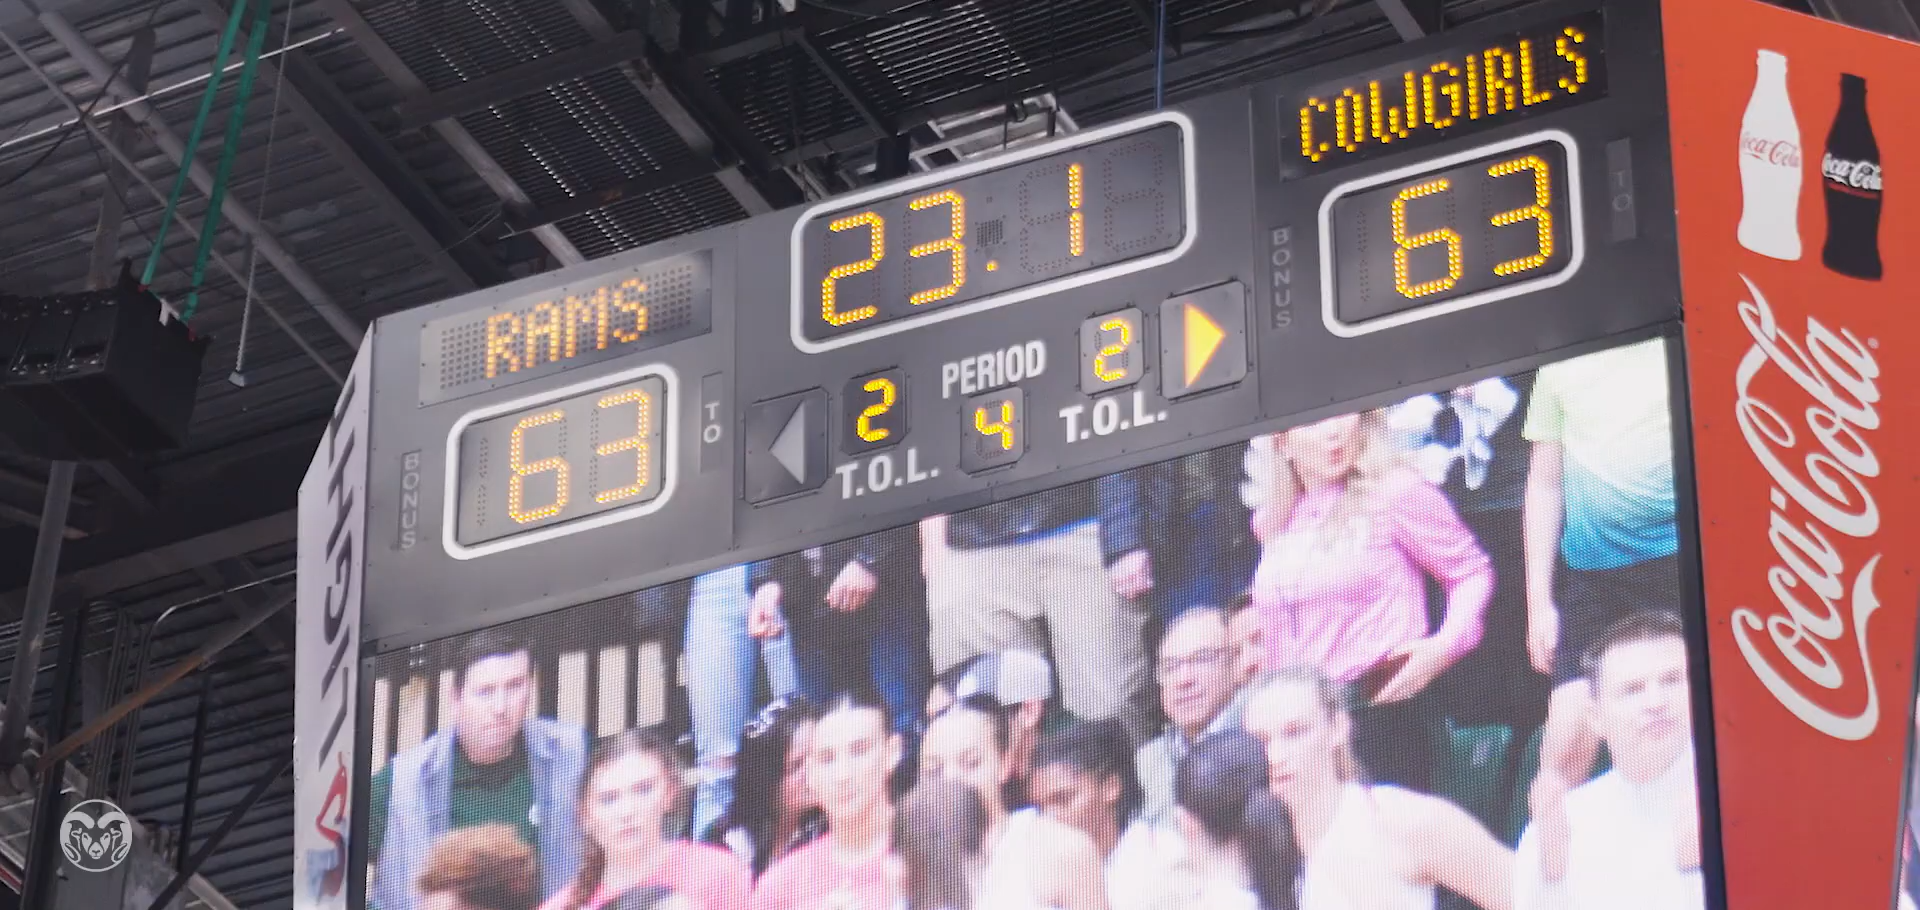 COWGIRLS
23.1
RAMS
63
63
BONUS
TO
BONUS
TO
2
PERIOD
2
T.O.L.
4
T.O.L.
Coca-Cola
Coca-Cola
Coca-Cola